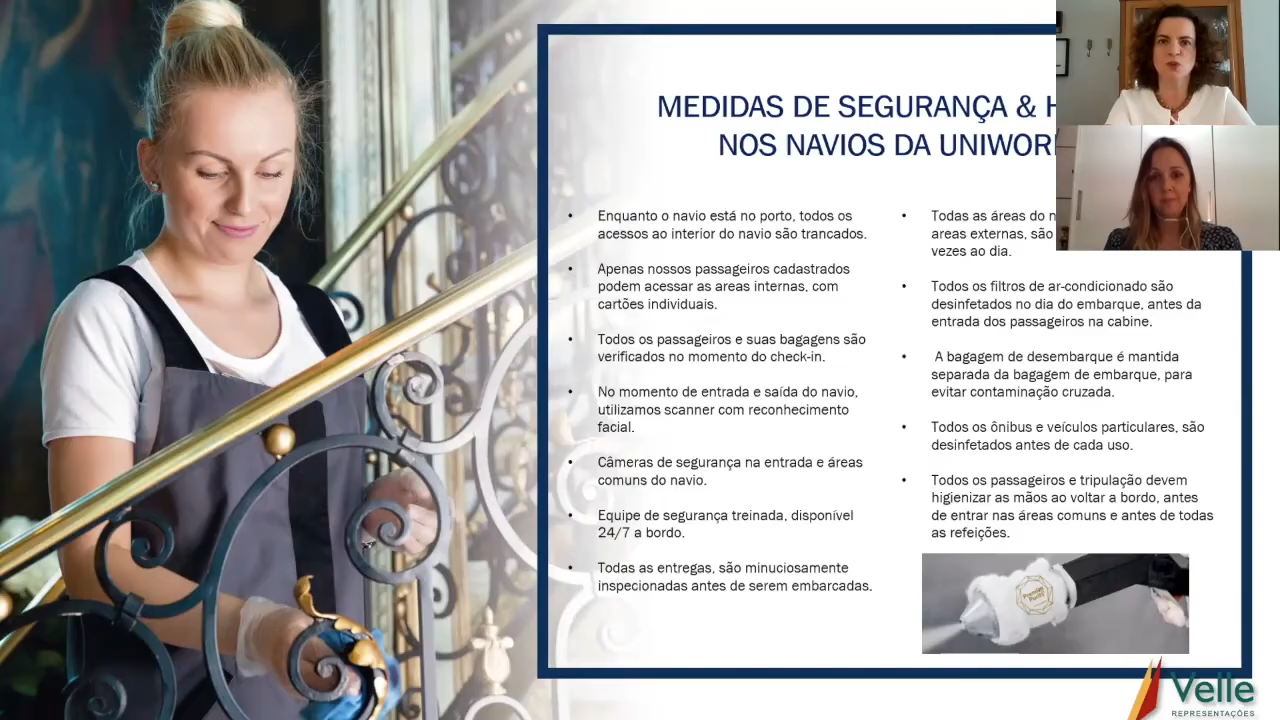 MEDIDAS DE SEGURANÇA &
NOS NAVIOS DA
Enquanto o navio está no porto, todos os
acessos ao interior do navio são trancados.
Apenas nossos passageiros cadastrados
podem acessar as areas internas, com
cartões individuais.
Todos os passageiros e suas bagagens são
verificados no momento do check-in.
No momento de entrada e saída do navio,
utilizamos scanner com reconhecimento
facial.
Câmeras de segurança na entrada e áreas
comuns do navio.
Equipe de segurança treinada, disponível
24/7 a bordo.
Todas as entregas, são minuciosamente
inspecionadas antes de serem embarcadas.
Todas as áreas do
areas externas, são
vezes ao dia.
Todos os filtros de ar-condicionado são
desinfetados no dia do embarque, antes da
entrada dos passageiros na cabine.
A bagagem de desembarque é mantida
separada da bagagem de embarque, para
evitar contaminação cruzada.
Todos os ônibus e veículos particulares, são
desinfetados antes de cada uso.
Todos os passageiros e tripulação devem
higienizar as mãos ao voltar a bordo, antes
de entrar nas áreas comuns e antes de todas
as refeições.
Velle
REPRESENTAÇÕES